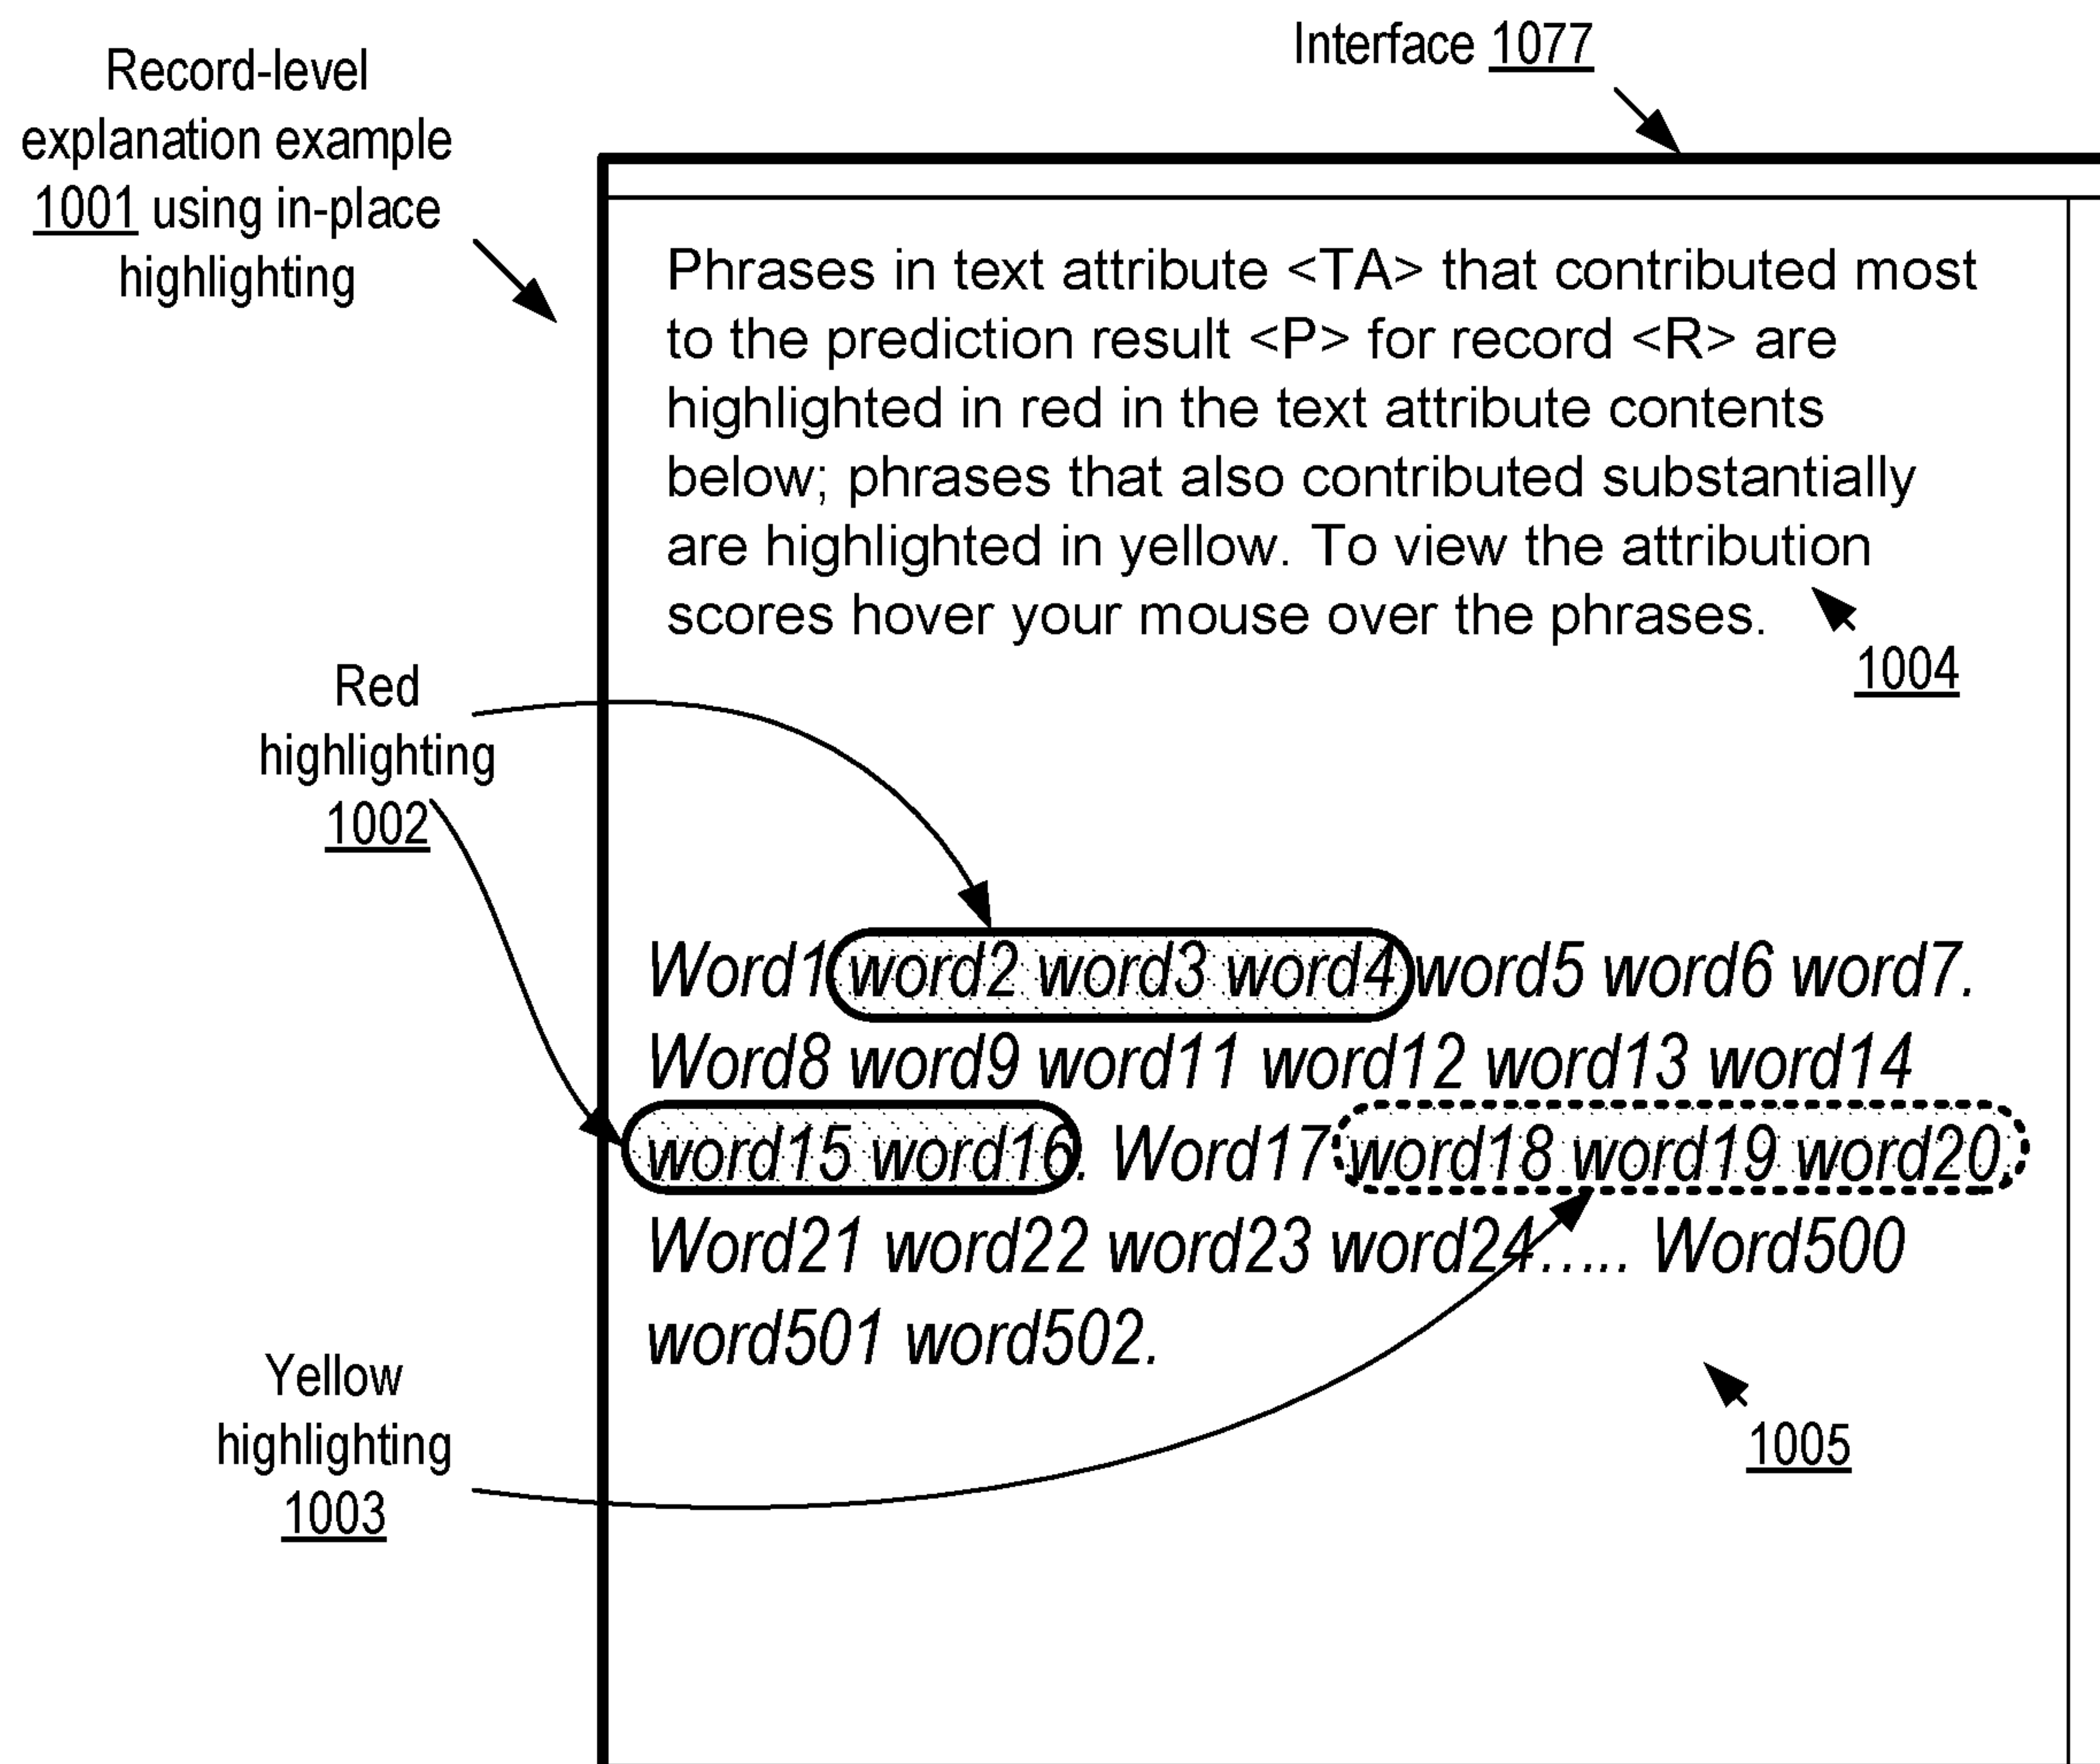 Interface 1077
Record-level
explanation example
1001 using in-place
highlighting
Phrases in text attribute <TA> that contributed most
to the prediction result <P> for record <R> are
highlighted in red in the text attribute contents
below; phrases that also contributed substantially
are highlighted in yellow. To view the attribution
scores hover your mouse over the phrases.
1004
Red
highlighting
1002
Word1 word2 word3 word4 word5 word6 word7.
Word8 word9 word11 word12 word13 word14
word15 word16. Word17 word18 word19 word20
Word21 word22 word23 word24..... Word500
word501 word502.
Yellow
highlighting
1003
1005